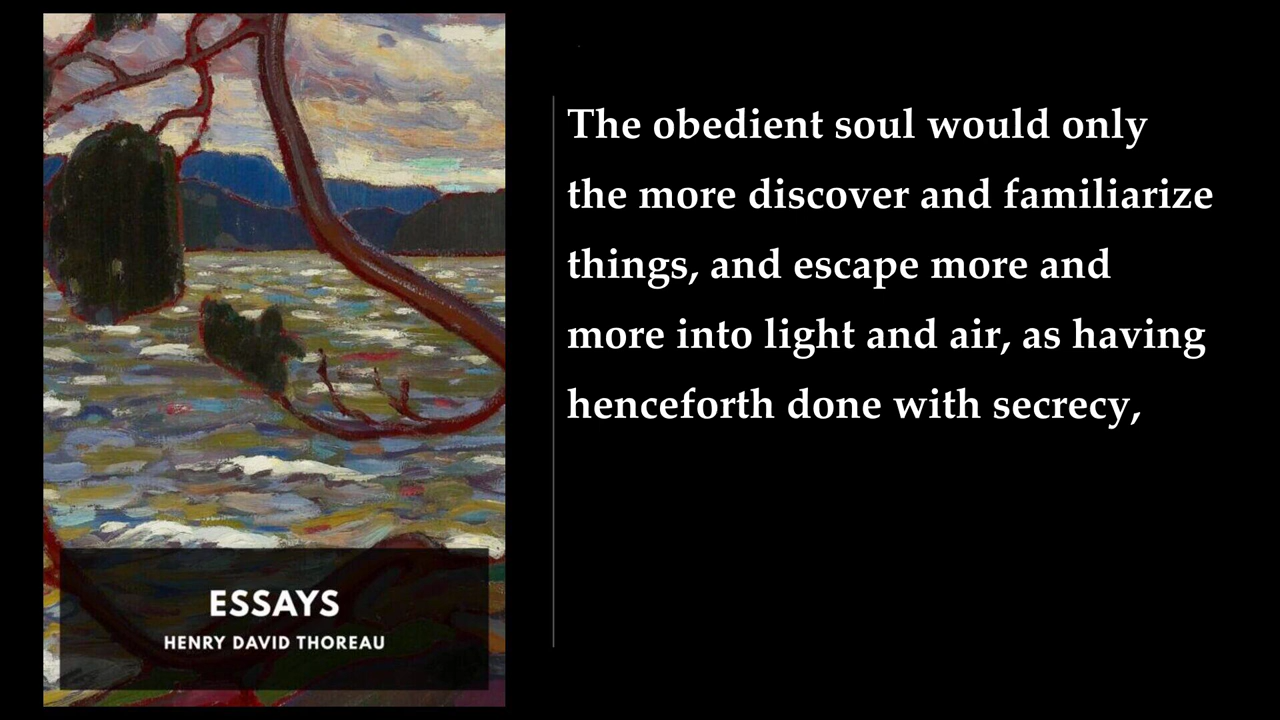 ESSAYS
HENRY DAVID THOREAU
The obedient soul would only
the more discover and familiarize
things, and escape more and
more into light and air, as having
henceforth done with secrecy,